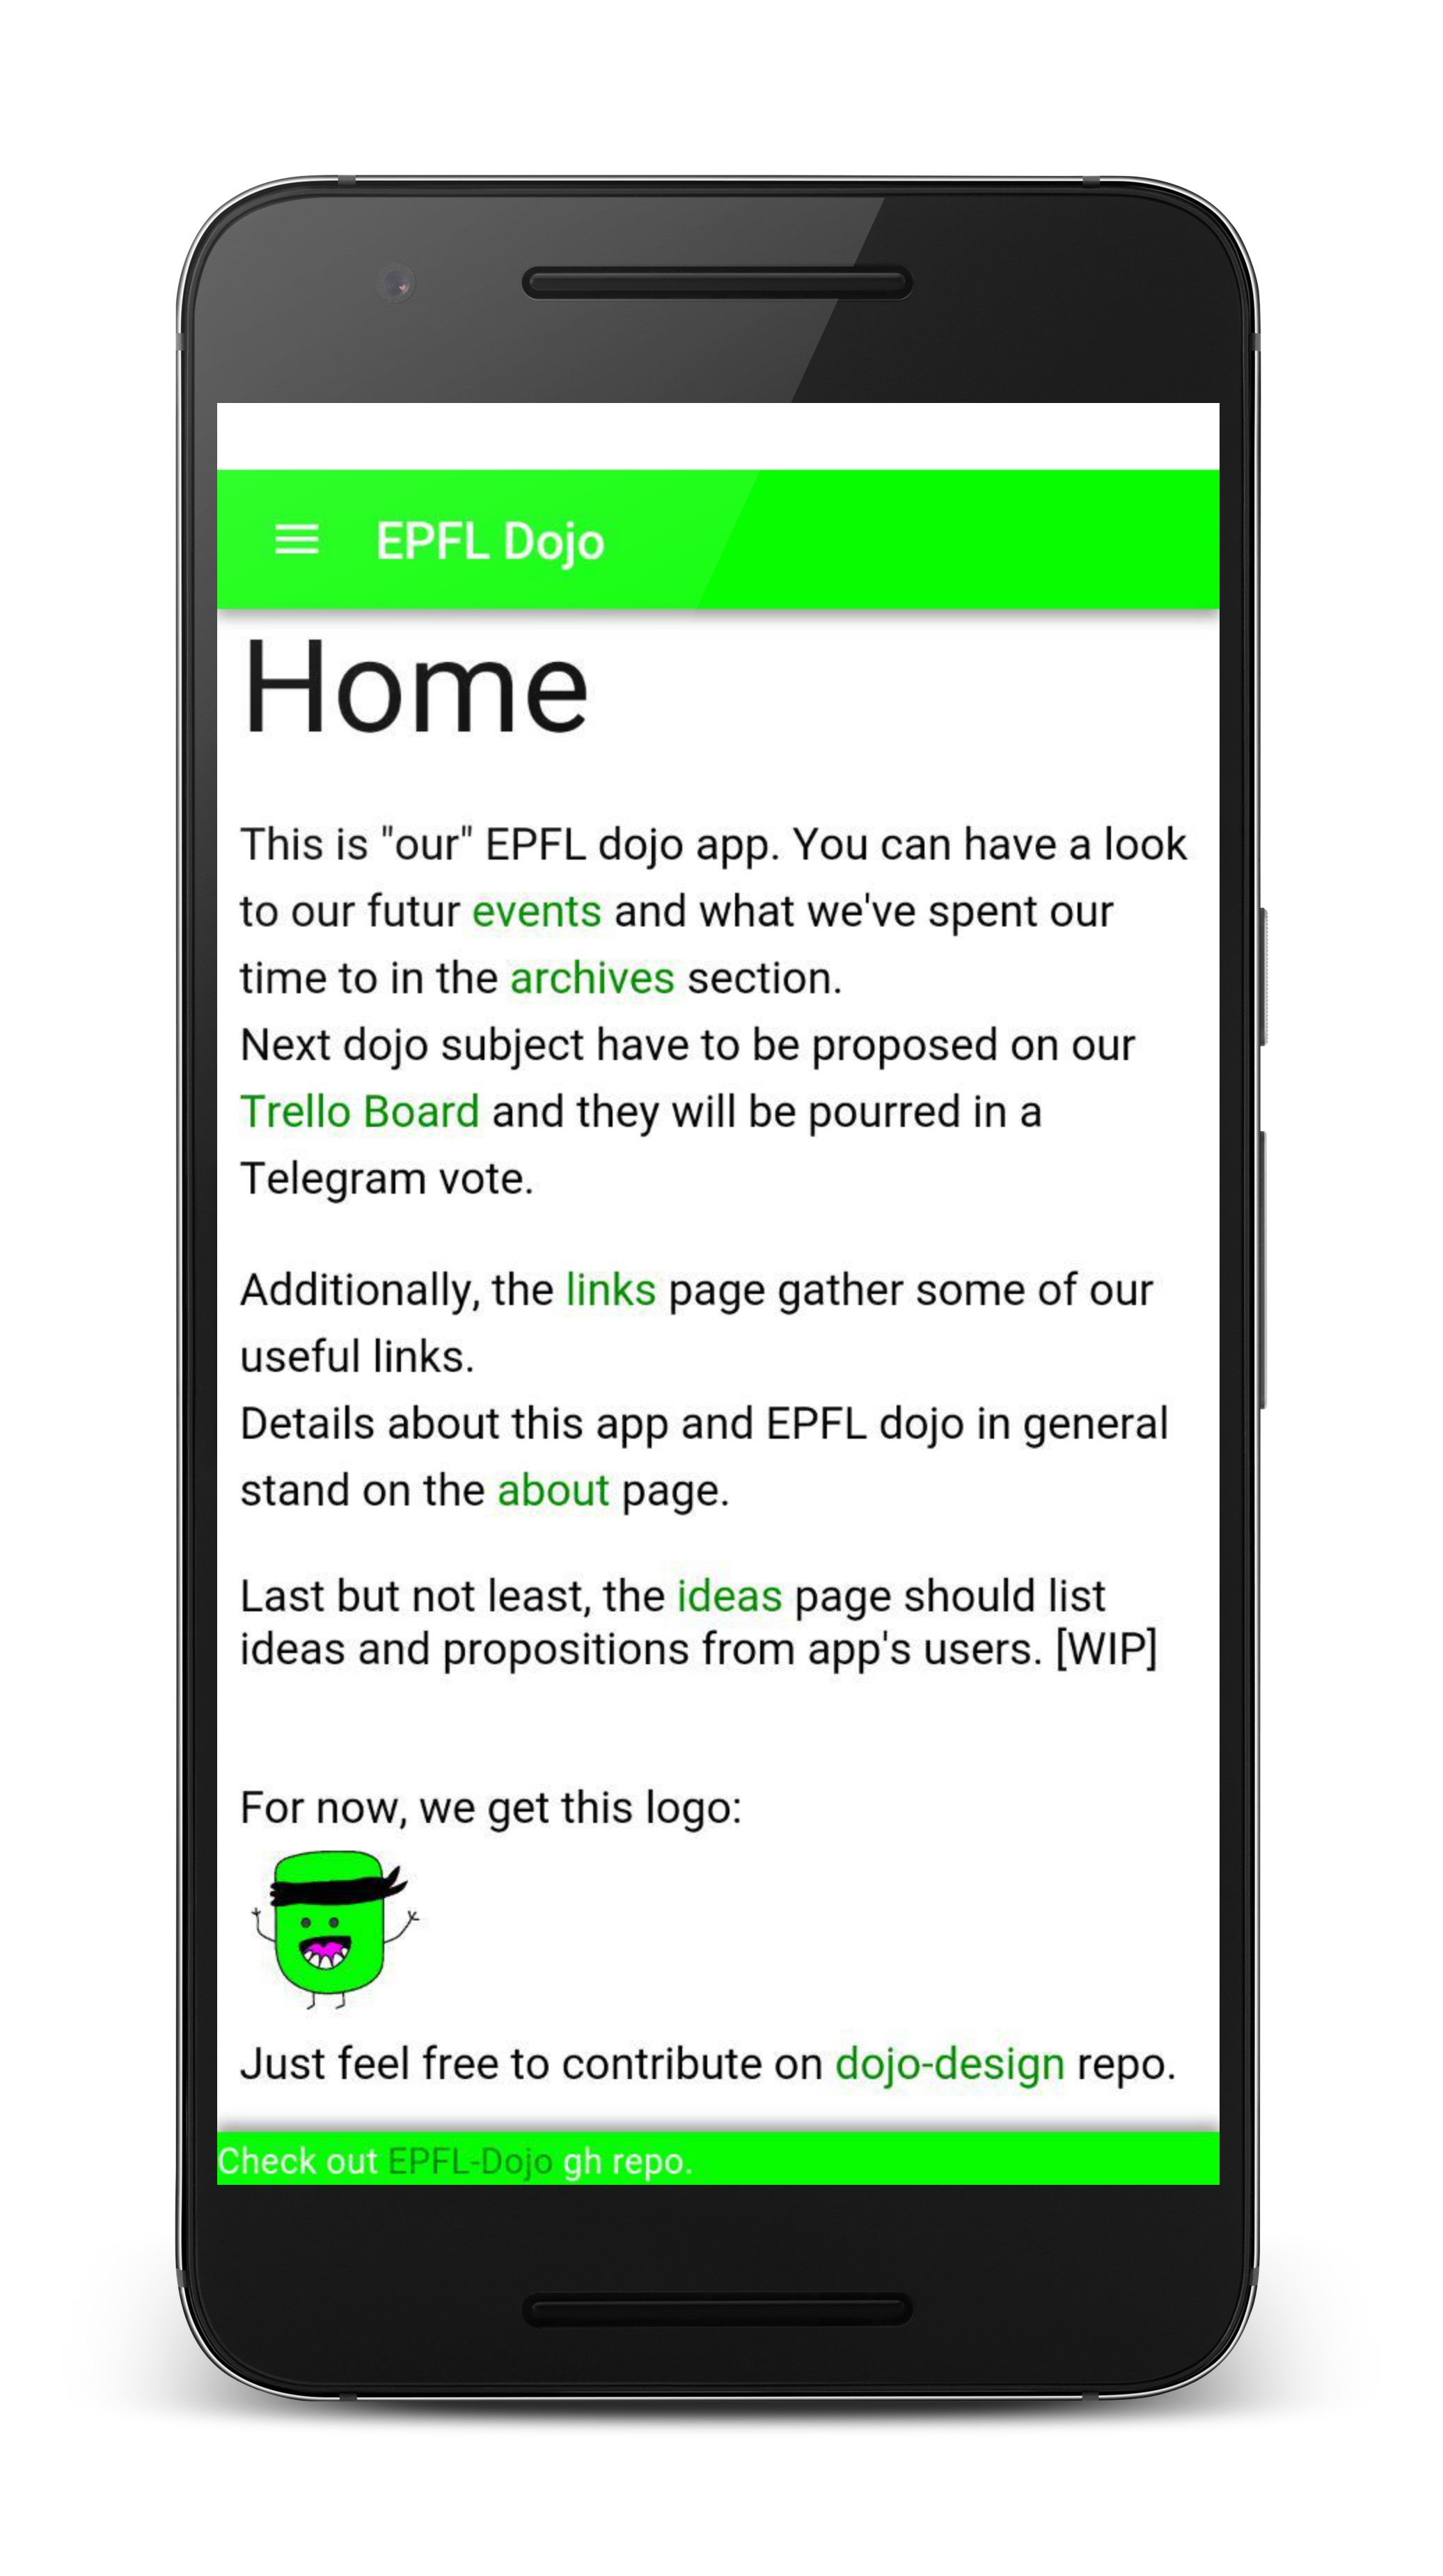 EPFL Dojo
Home
This is "our" EPFL dojo app. You can have a look
to our futur events and what we've spent our
time to in the archives section.
Next dojo subject have to be proposed on our
Trello Board and they will be pourred in a
Telegram vote.
Additionally, the links page gather some of our
useful links.
Details about this app and EPFL dojo in general
stand on the about page.
Last but not least, the ideas page should list
ideas and propositions from app's users. [WIP]
For now, we get this logo:
Just feel free to contribute on dojo-design repo.
Check out EPFL-Dojo gh repo.